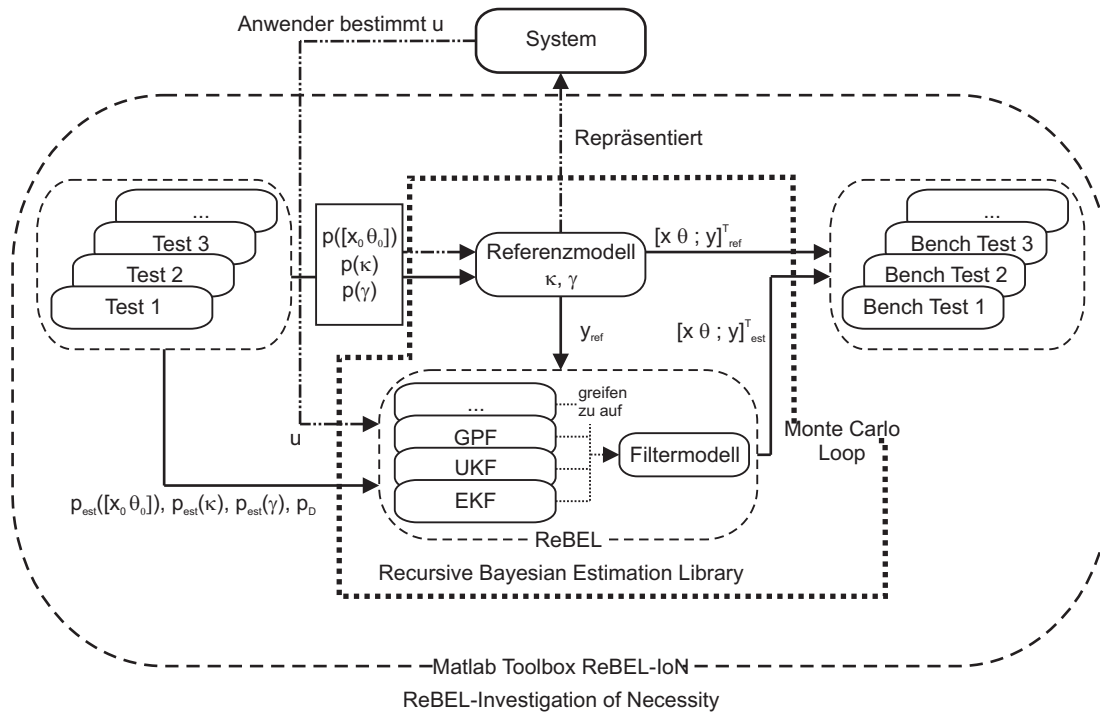 Anwender bestimmt u
System
Repräsentiert
...
Test 3
Test 2
Test 1
p([x₀ θ₀])
p(κ)
p(γ)
Referenzmodell
κ, γ
[x θ ; y]ᵀref
...
Bench Test 3
Bench Test 2
Bench Test 1
yref
[x θ ; y]ᵀest
u
...
GPF
UKF
EKF
greifen
zu auf
Filtermodell
Monte Carlo
Loop
pest([x₀ θ₀]), pest(κ), pest(γ), pD
ReBEL
Recursive Bayesian Estimation Library
Matlab Toolbox ReBEL-IoN
ReBEL-Investigation of Necessity